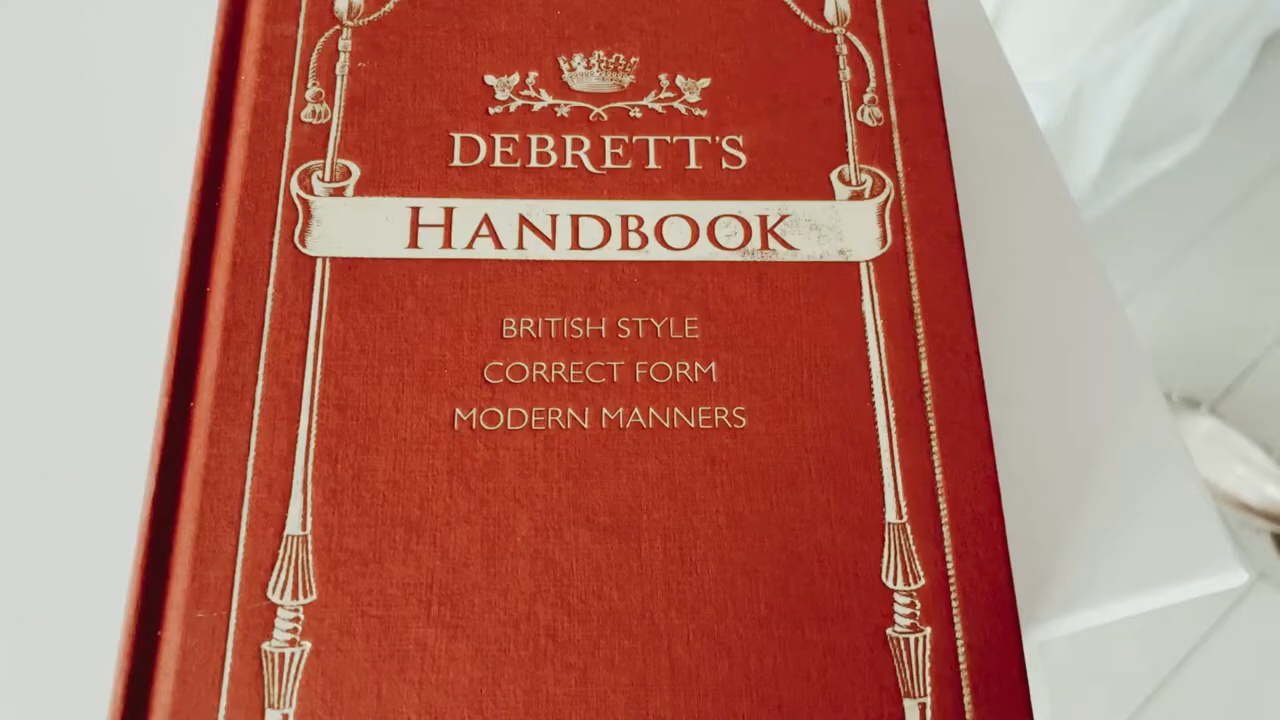 DEBRETT'S
HANDBOOK
BRITISH STYLE
CORRECT FORM
MODERN MANNERS